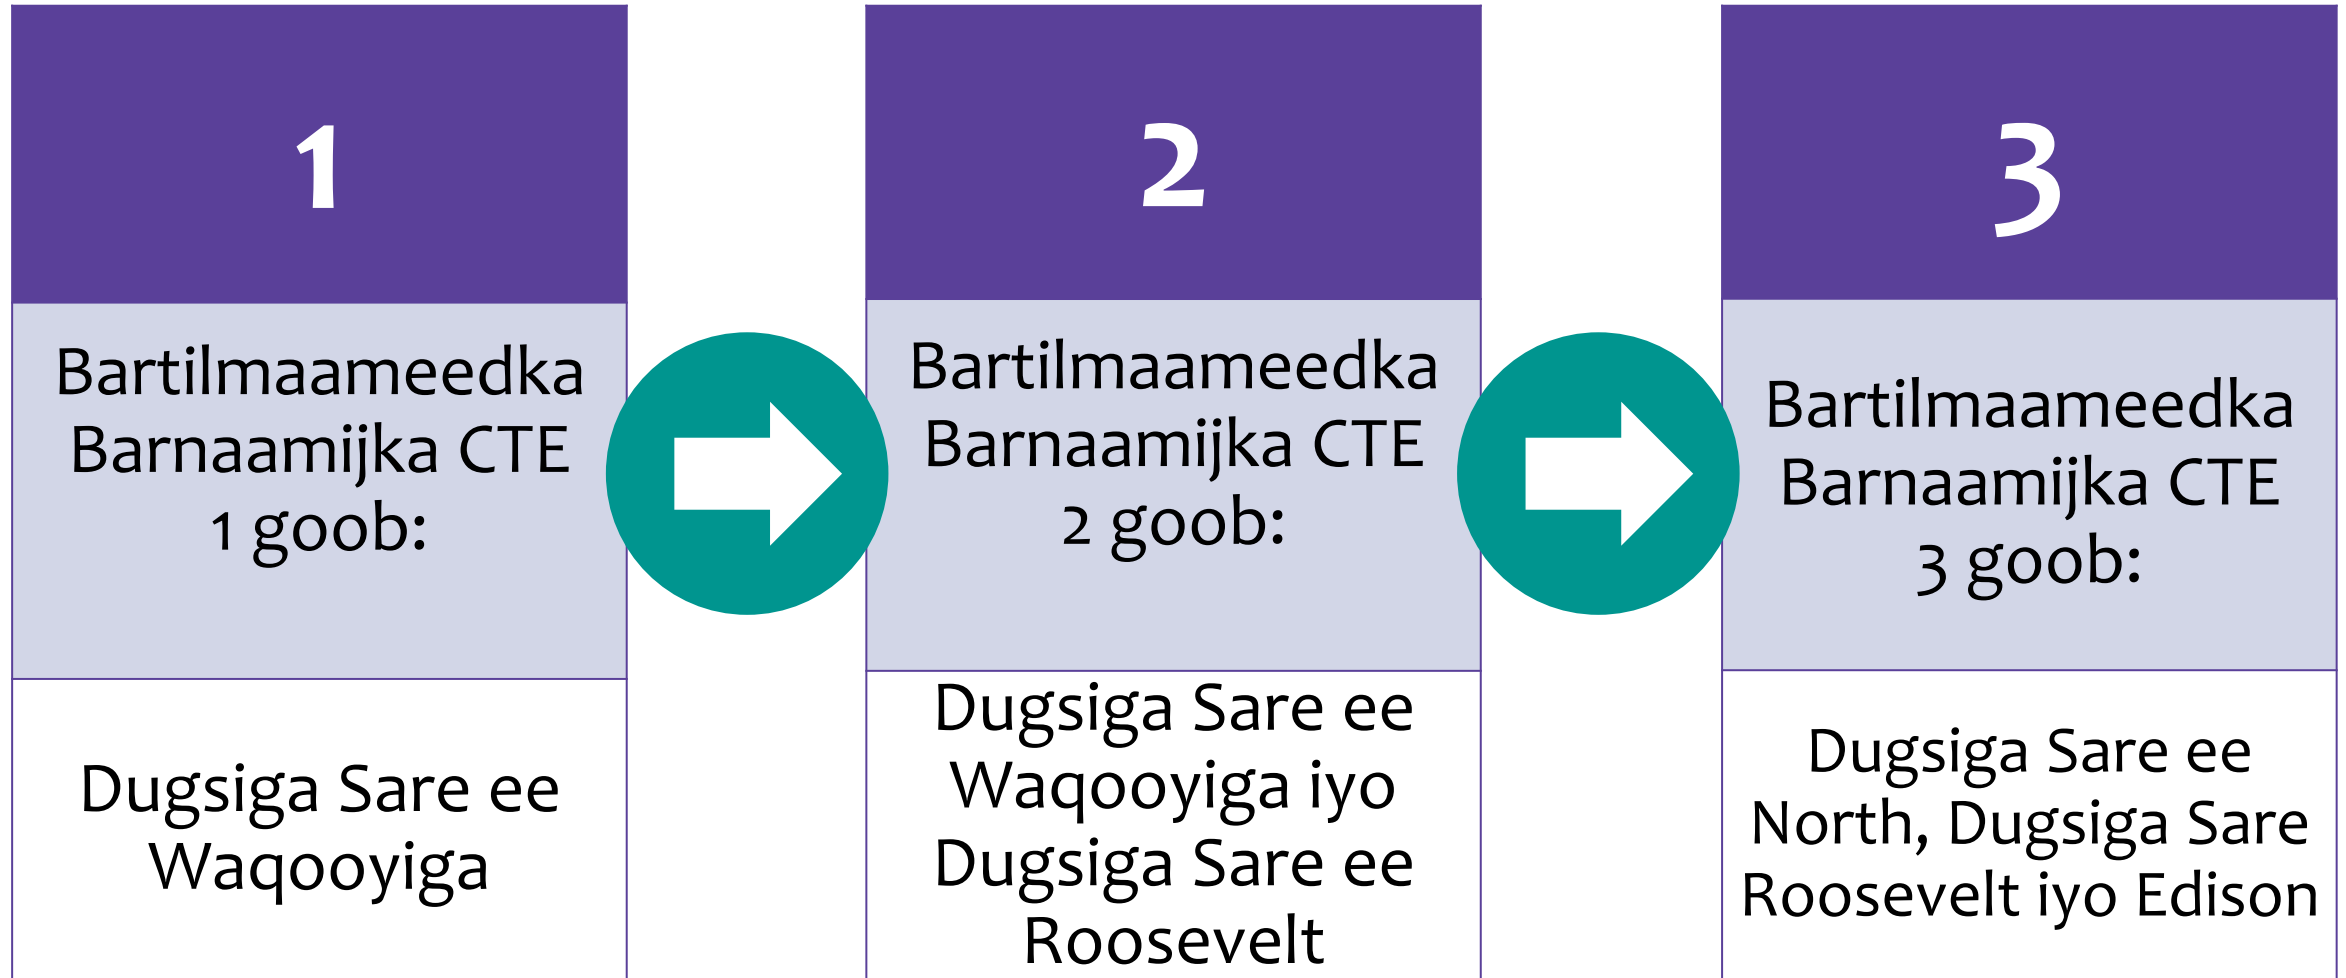 1
Bartilmaameedka
Barnaamijka CTE
1 goob:
Dugsiga Sare ee
Waqooyiga
2
Bartilmaameedka
Barnaamijka CTE
2 goob:
Dugsiga Sare ee
Waqooyiga iyo
Dugsiga Sare ee
Roosevelt
3
Bartilmaameedka
Barnaamijka CTE
3 goob:
Dugsiga Sare ee
North, Dugsiga Sare
Roosevelt iyo Edison